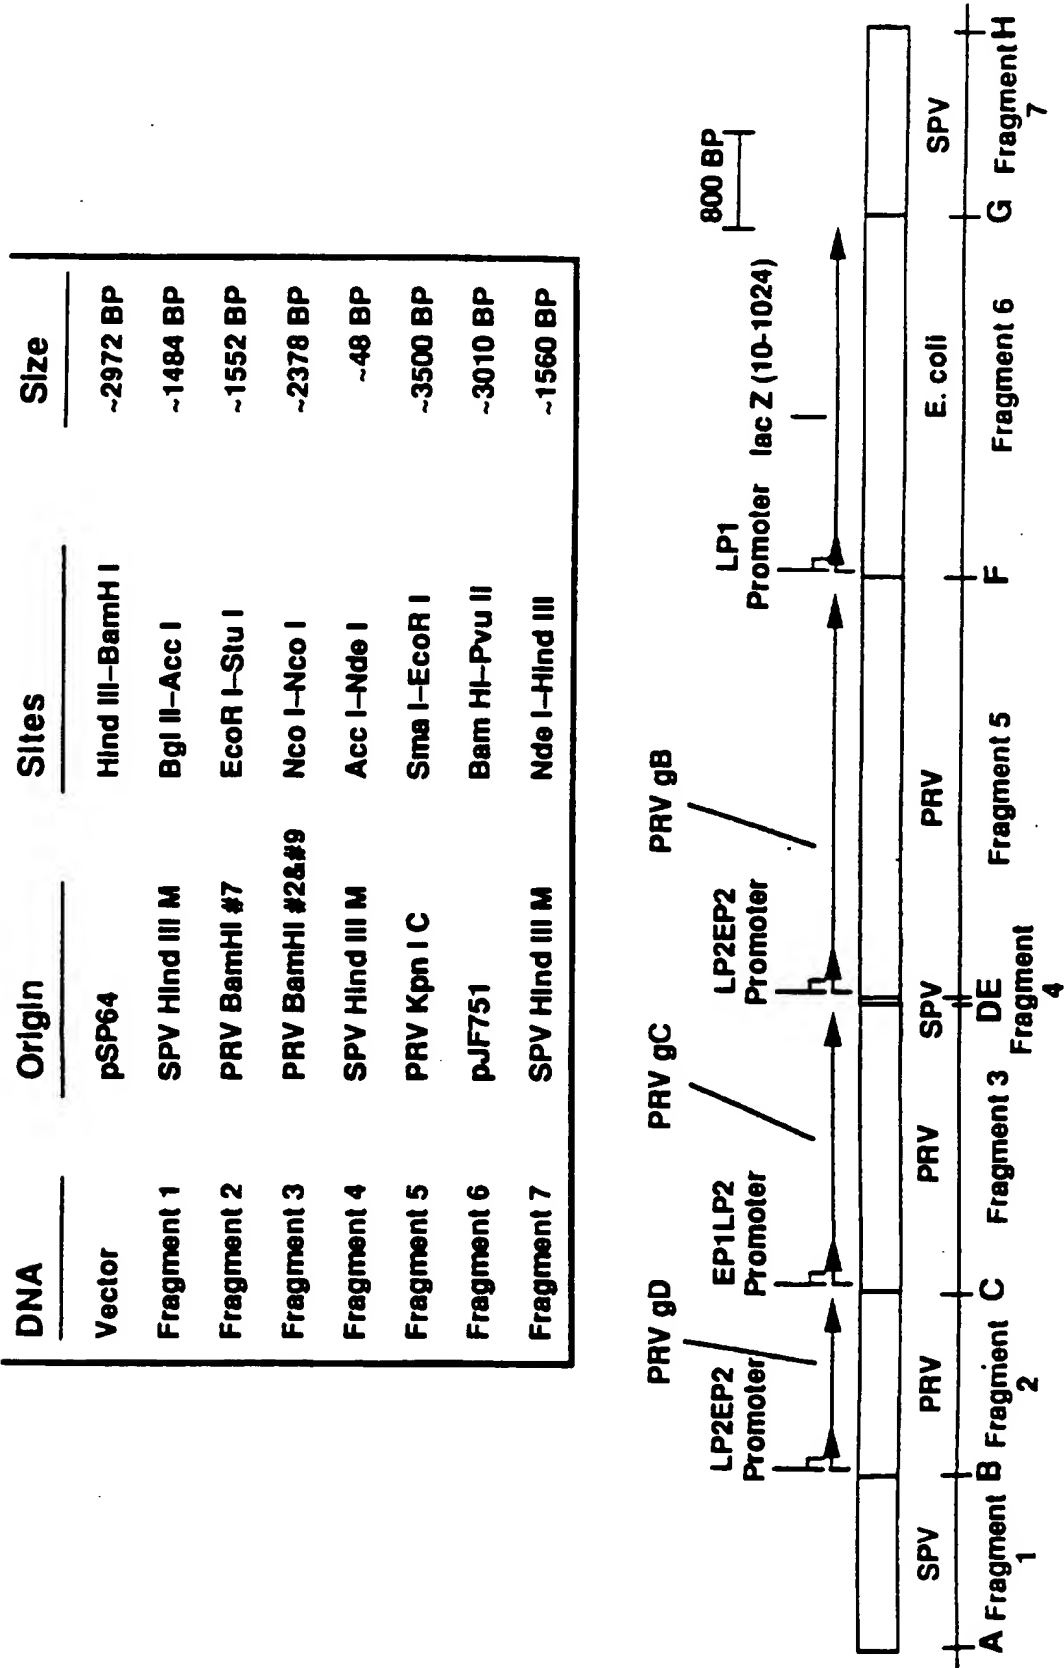 DNA Origin Sites Size
Vector pSP64 Hind III–BamH I ~2972 BP
Fragment 1 SPV Hind III M Bgl II–Acc I ~1484 BP
Fragment 2 PRV BamHI #7 EcoR I–Stu I ~1552 BP
Fragment 3 PRV BamHI #2&#9 Nco I–Nco I ~2378 BP
Fragment 4 SPV Hind III M Acc I–Nde I ~48 BP
Fragment 5 PRV Kpn I C Sma I–EcoR I ~3500 BP
Fragment 6 pJF751 Bam HI–Pvu II ~3010 BP
Fragment 7 SPV Hind III M Nde I–Hind III ~1560 BP
PRV gD PRV gC PRV gB
800 BP
LP2EP2 EP1LP2 LP2EP2 LP1
Promoter Promoter Promoter Promoter lac Z (10-1024)
SPV PRV PRV SPV PRV E. coli SPV
A B C D E F G H
Fragment Fragment Fragment 3 Fragment Fragment 5 Fragment 6 Fragment
1 2 4 7